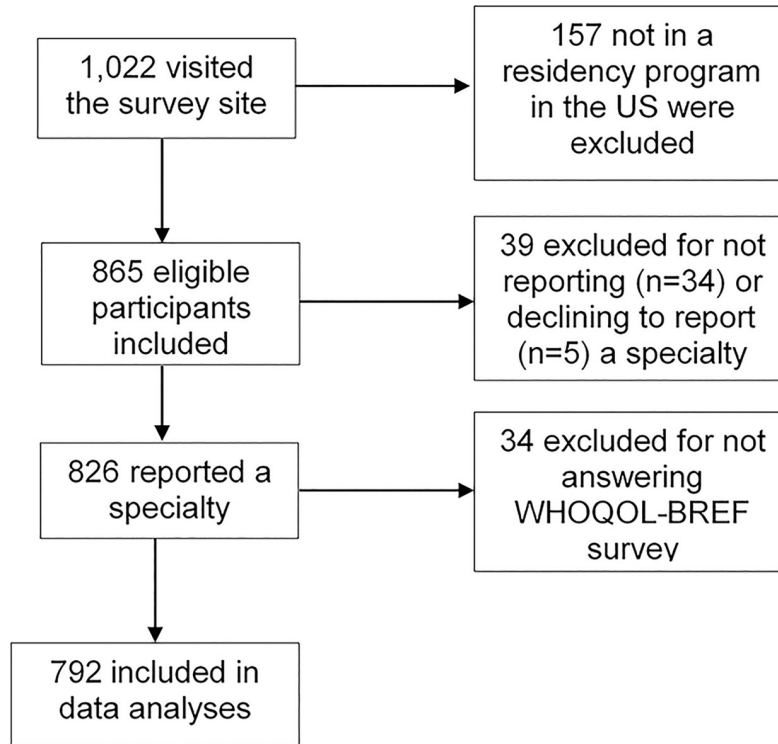 1,022 visited
the survey site
157 not in a
residency program
in the US were
excluded
865 eligible
participants
included
39 excluded for not
reporting (n=34) or
declining to report
(n=5) a specialty
826 reported a
specialty
34 excluded for not
answering
WHOQOL-BREF
survey
792 included in
data analyses